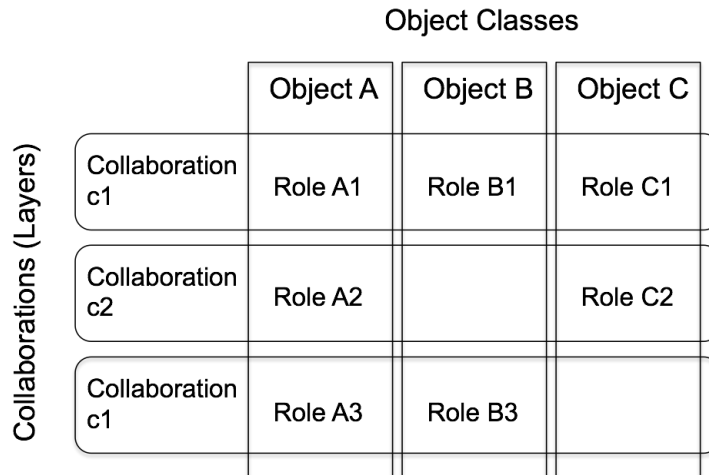 Object Classes
Object A Object B Object C
Collaborations (Layers)
Collaboration
c1
Role A1 Role B1 Role C1
Collaboration
c2
Role A2 Role C2
Collaboration
c1
Role A3 Role B3